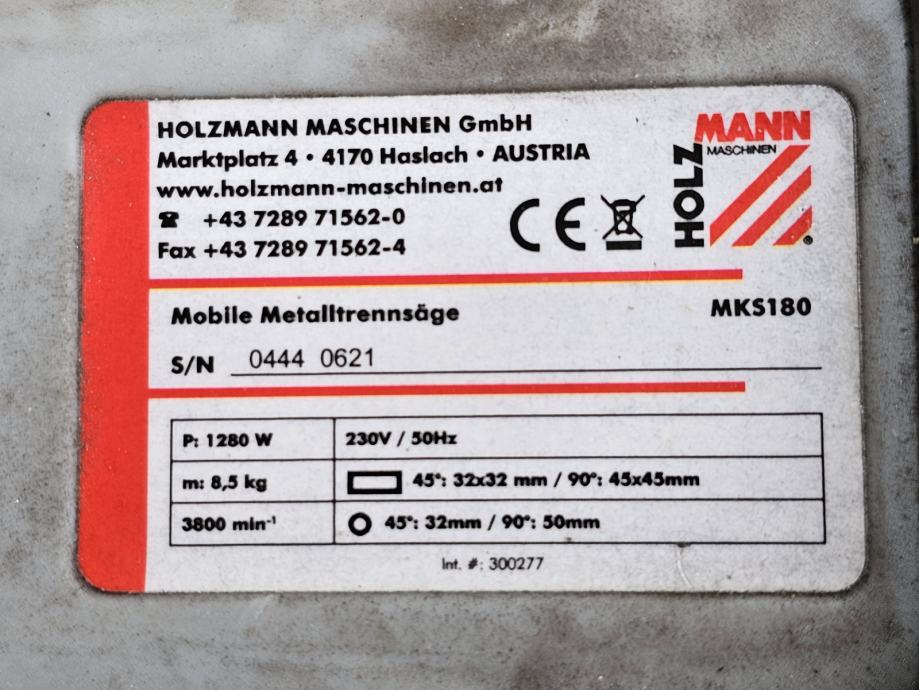 HOLZMANN MASCHINEN GmbH
Marktplatz 4 • 4170 Haslach • AUSTRIA
www.holzmann-maschinen.at
☎ +43 7289 71562-0
Fax +43 7289 71562-4
CE
HOLZ
MANN
MASCHINEN
®
Mobile Metalltrennsäge MKS180
S/N 0444 0621
P: 1280 W 230V / 50Hz
m: 8,5 kg 45°: 32x32 mm / 90°: 45x45mm
3800 min⁻¹ 45°: 32mm / 90°: 50mm
Int. #: 300277